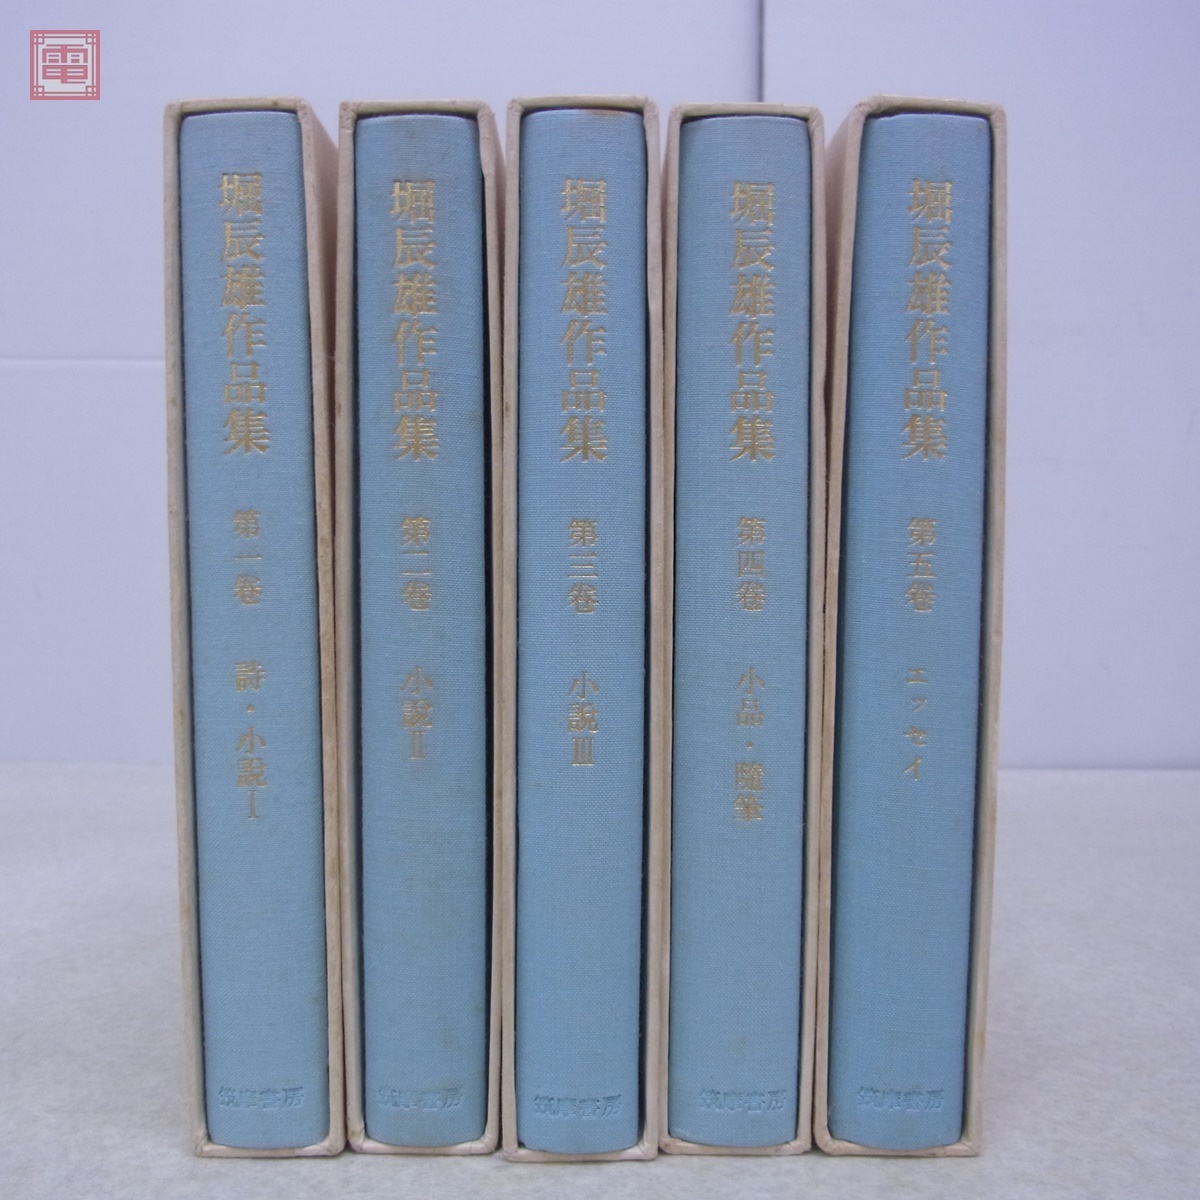 電
堀辰雄作品集 第一巻 詩・小説Ⅰ
筑摩書房
堀辰雄作品集 第二巻 小説Ⅱ
筑摩書房
堀辰雄作品集 第三巻 小説Ⅲ
筑摩書房
堀辰雄作品集 第四巻 小品・随筆
筑摩書房
堀辰雄作品集 第五巻 エッセイ
筑摩書房